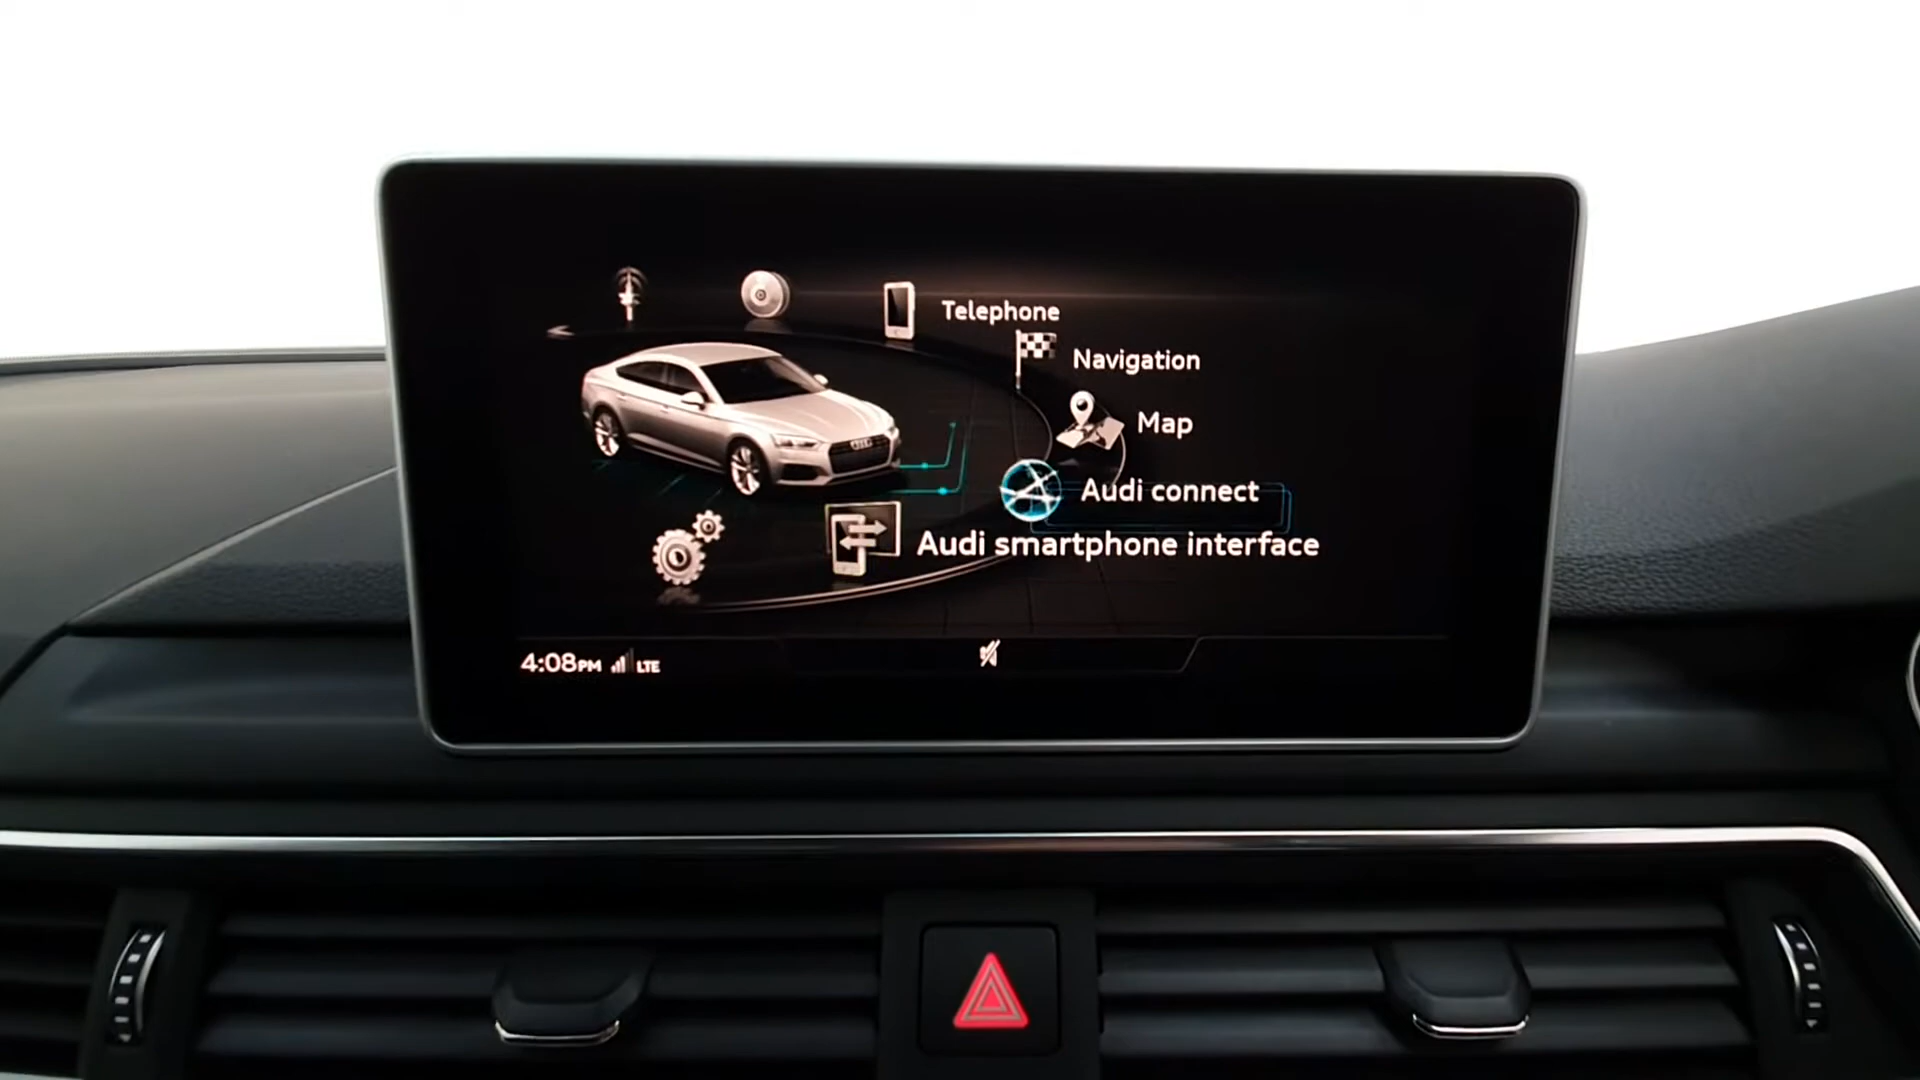 Telephone
Navigation
Map
Audi connect
Audi smartphone interface
4:08PM LTE